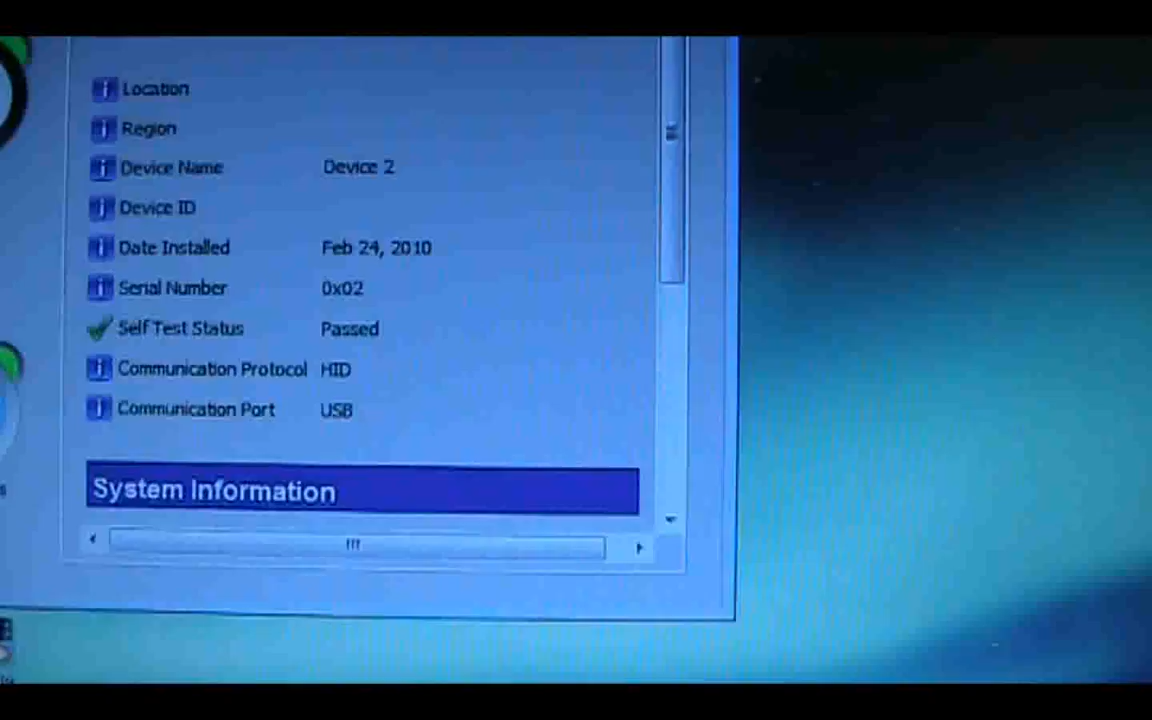 Location
Region
Device Name Device 2
Device ID
Date Installed Feb 24, 2010
Serial Number 0x02
Self Test Status Passed
Communication Protocol HID
Communication Port USB
System Information